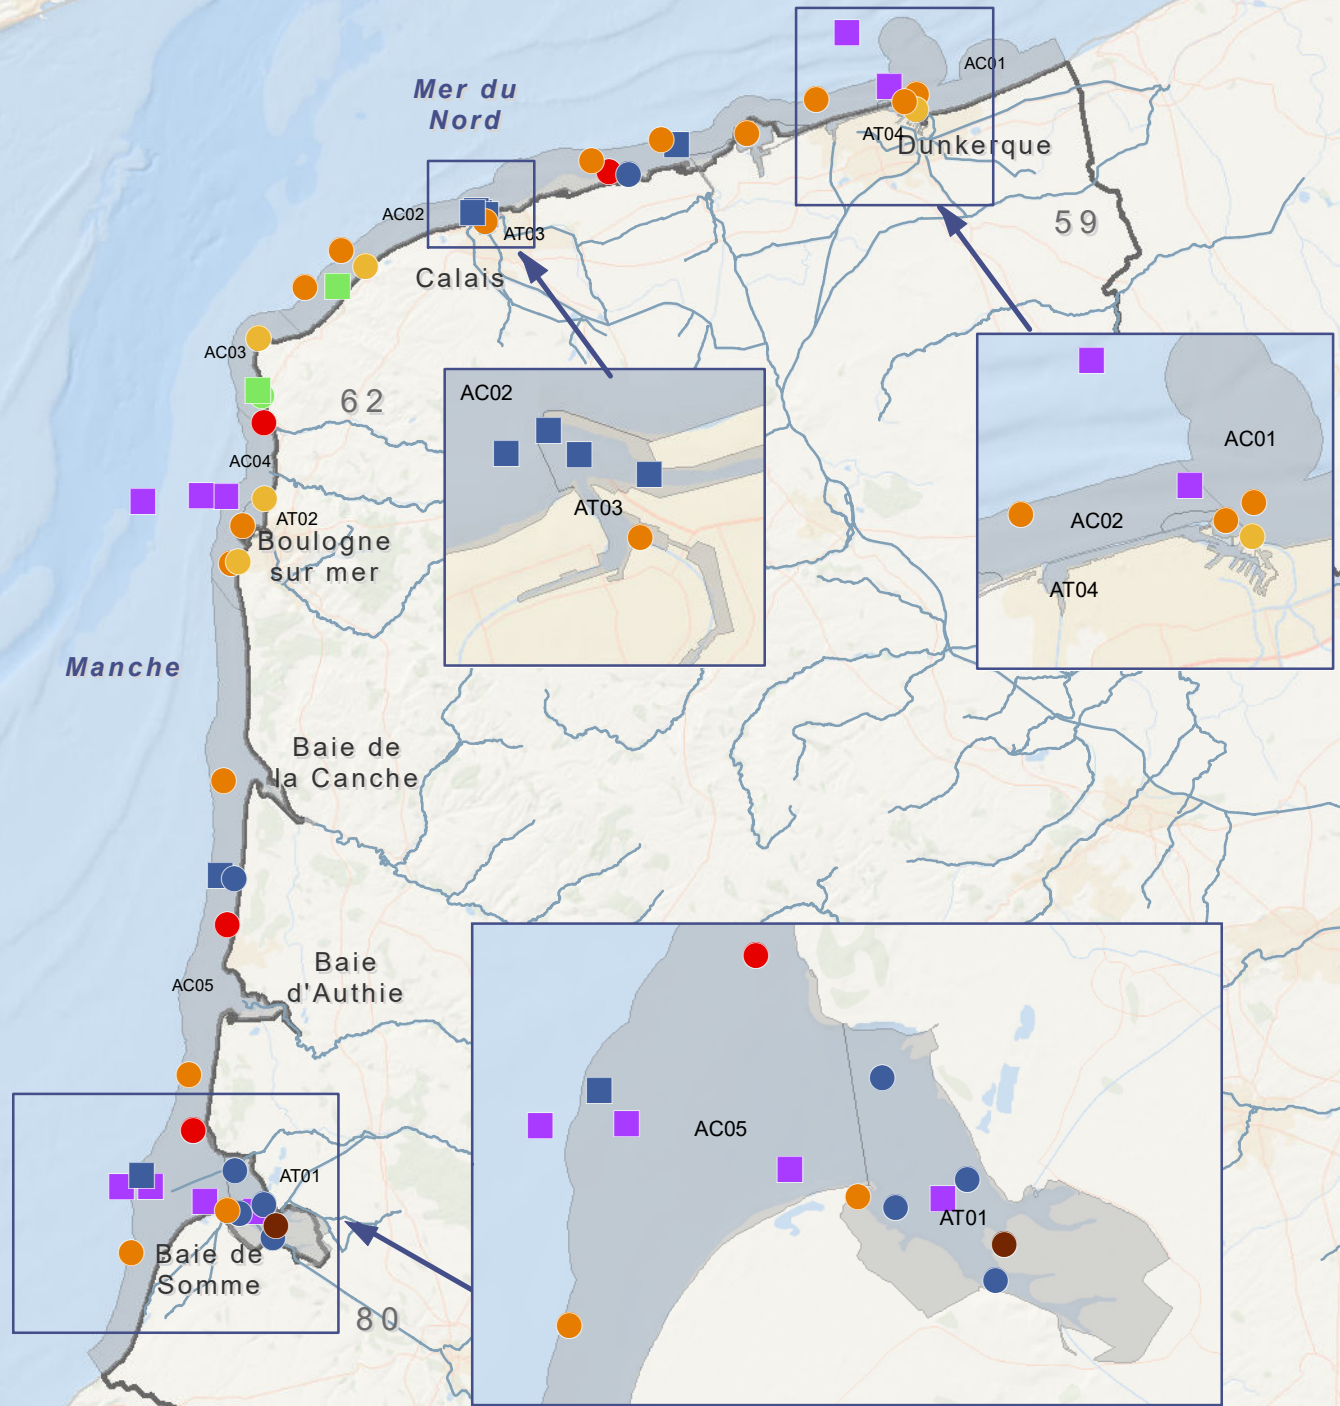 AC01
Mer du
Nord
AT04
Dunkerque
AC02
AT03
59
Calais
AC03
62
AC02
AC01
AC04
AT03
AC02
AT02
Boulogne
sur mer
AT04
Manche
Baie de
la Canche
Baie
d'Authie
AC05
AC05
AT01
AT01
Baie de
Somme
80